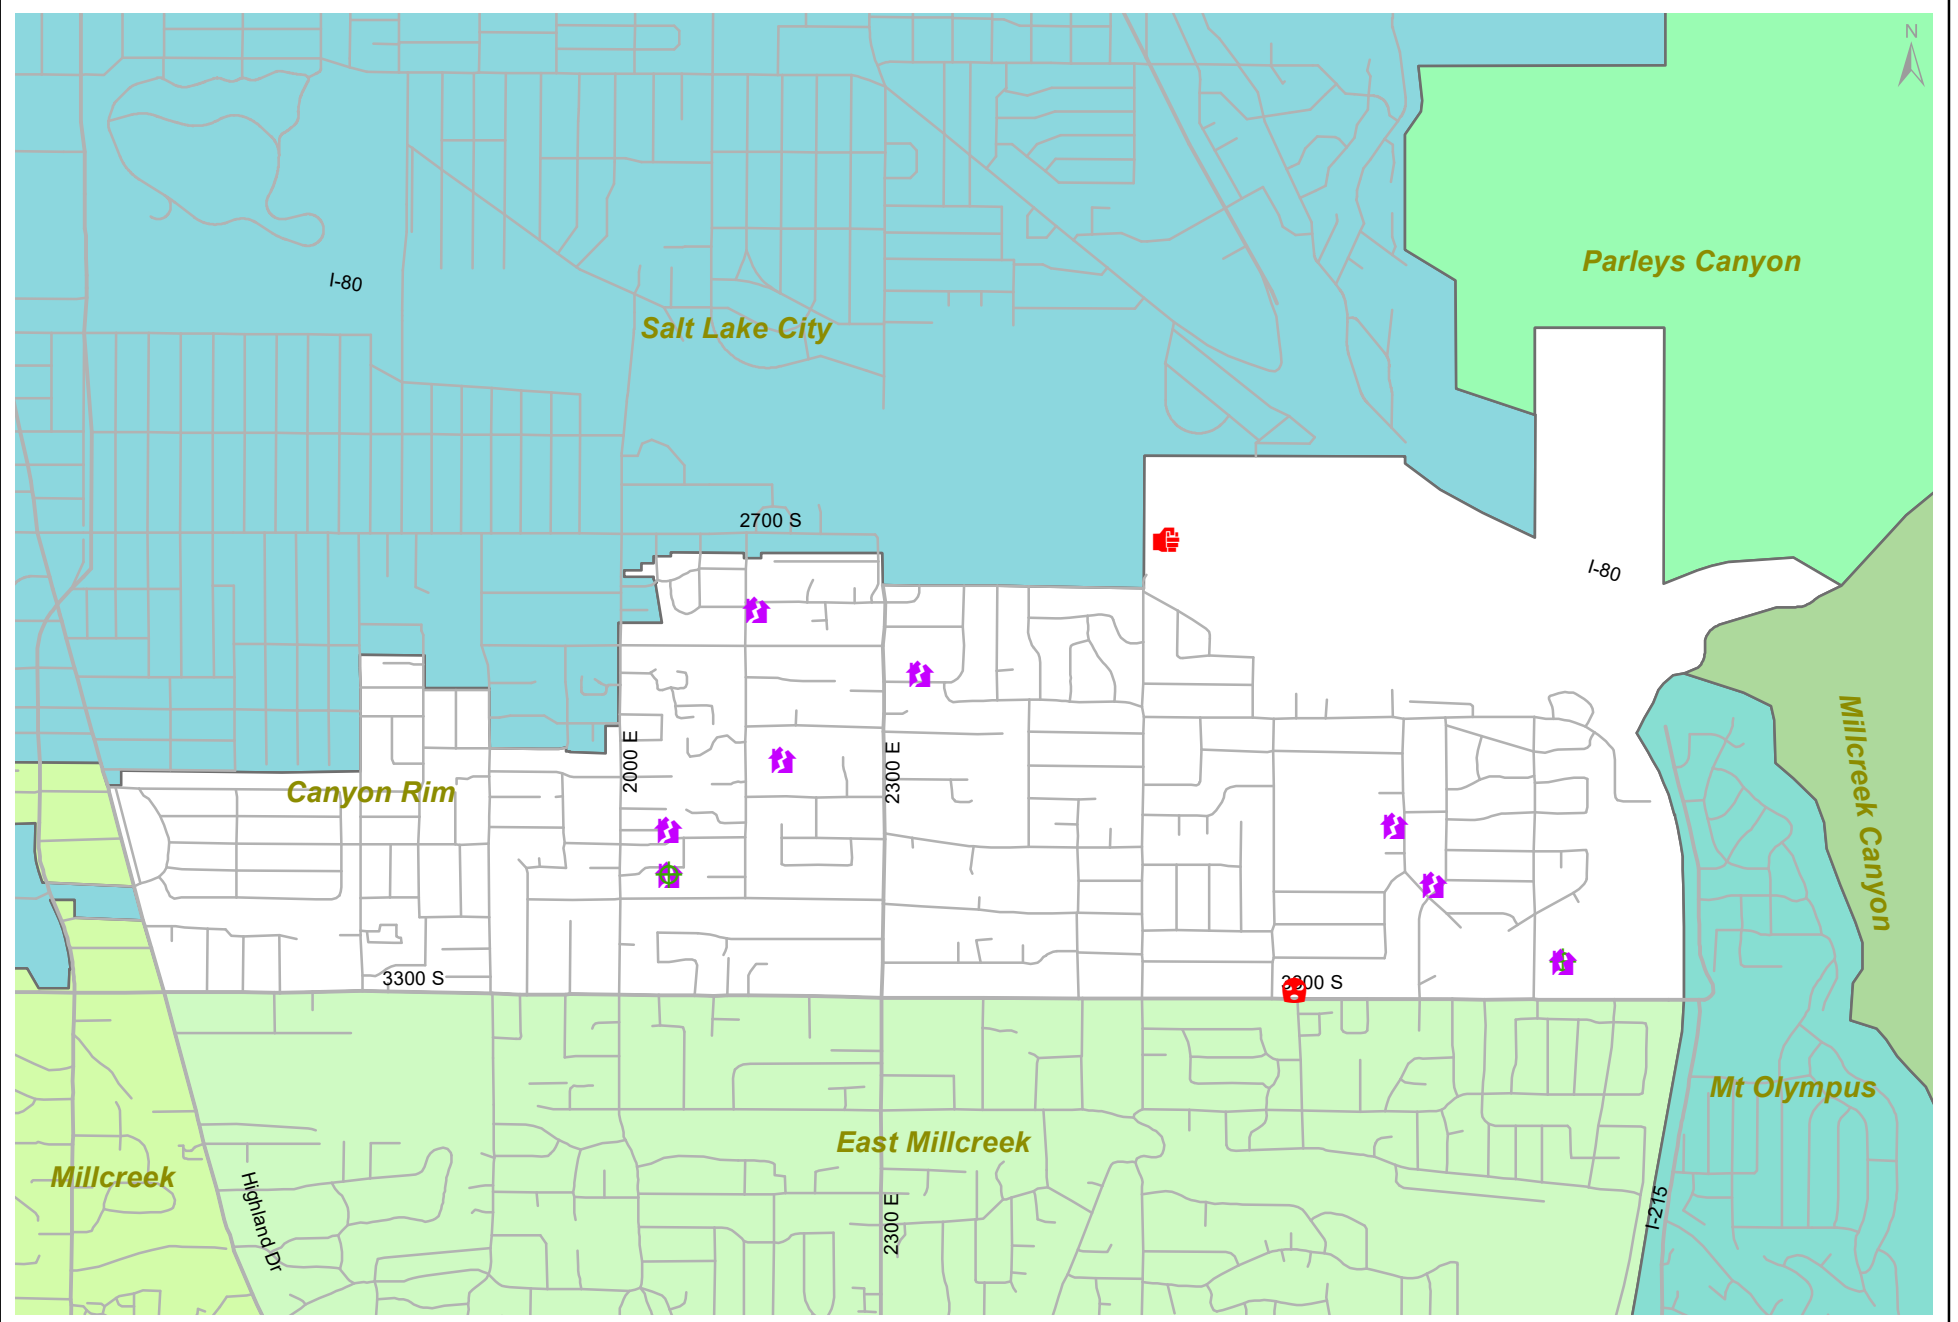 N
Parleys Canyon
I-80
Salt Lake City
2700 S
I-80
Millcreek Canyon
2000 E
2300 E
Canyon Rim
3300 S
3300 S
Mt Olympus
East Millcreek
Millcreek
Highland Dr
2300 E
I-215